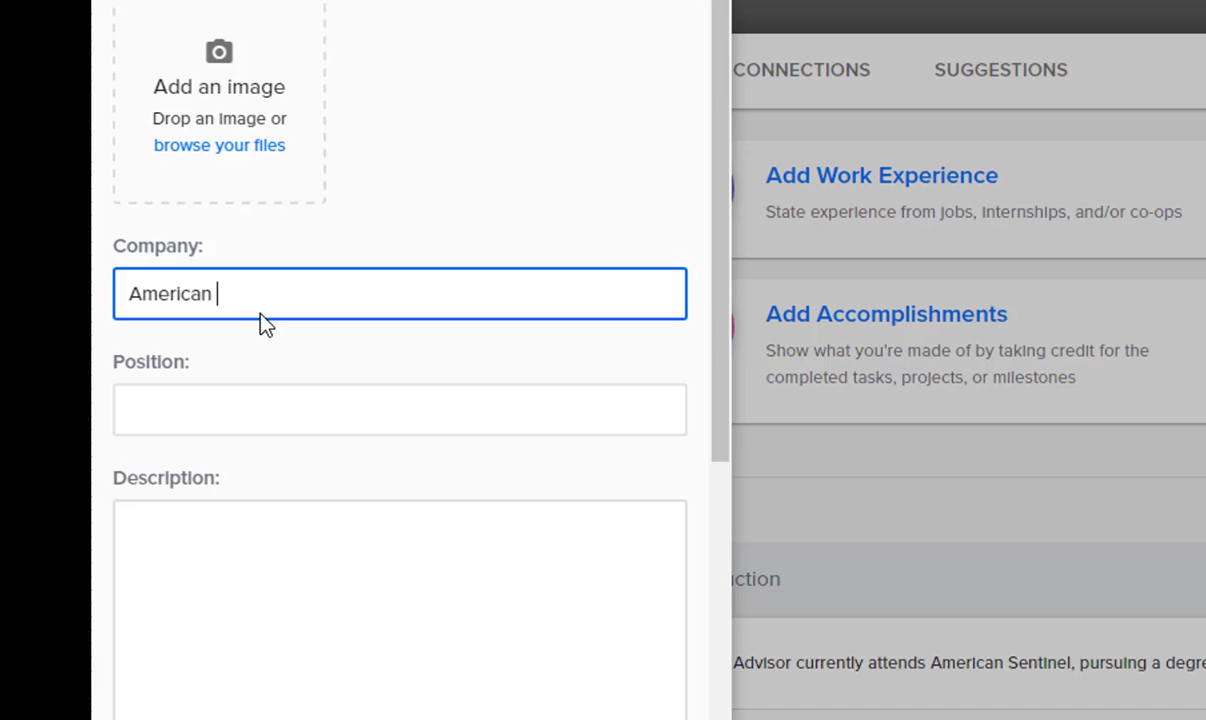 Add an image
Drop an image or
browse your files
Company:
American
Position:
Description:
CONNECTIONS SUGGESTIONS
Add Work Experience
State experience from jobs, internships, and/or co-ops
Add Accomplishments
Show what you're made of by taking credit for the
completed tasks, projects, or milestones
Advisor currently attends American Sentinel, pursuing a